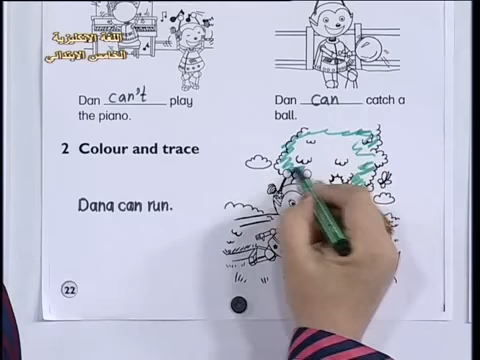 اللغة الإنكليزية
الخامس الابتدائي
Dan can't play
the piano.
Dan can catch a
ball.
2 Colour and trace
Dana can run.
22